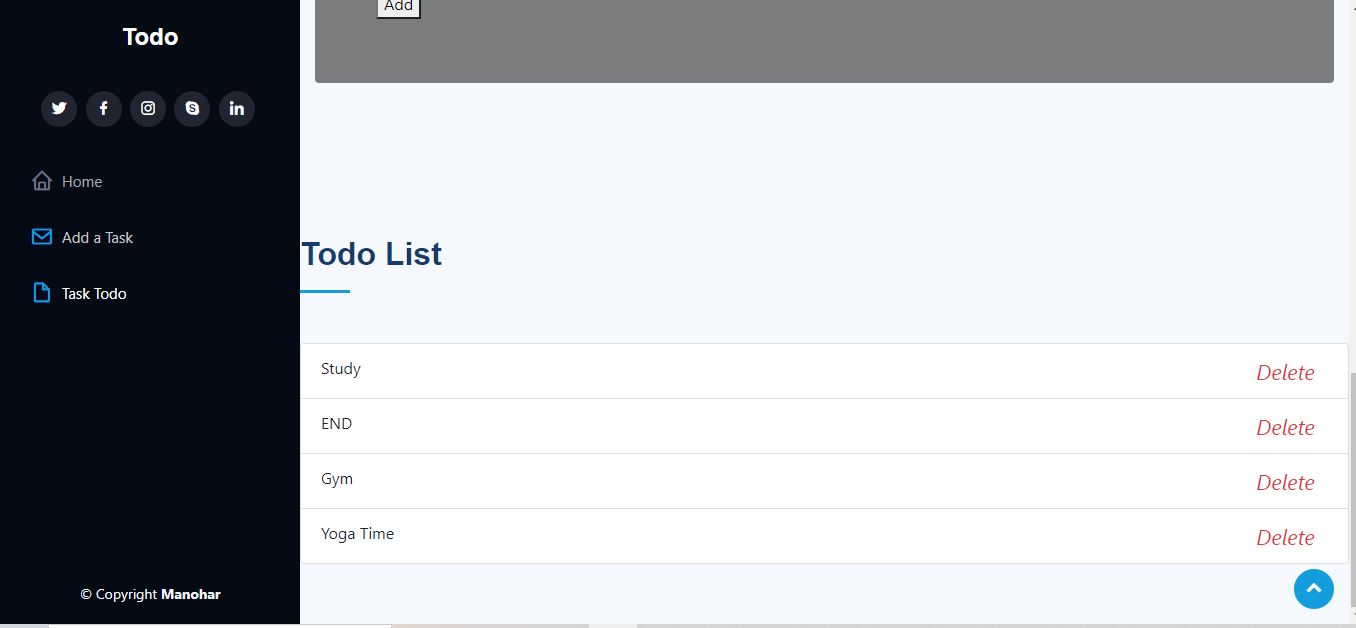 Todo
Home
Add a Task
Task Todo
© Copyright Manohar
Add
Todo List
Study Delete
END Delete
Gym Delete
Yoga Time Delete